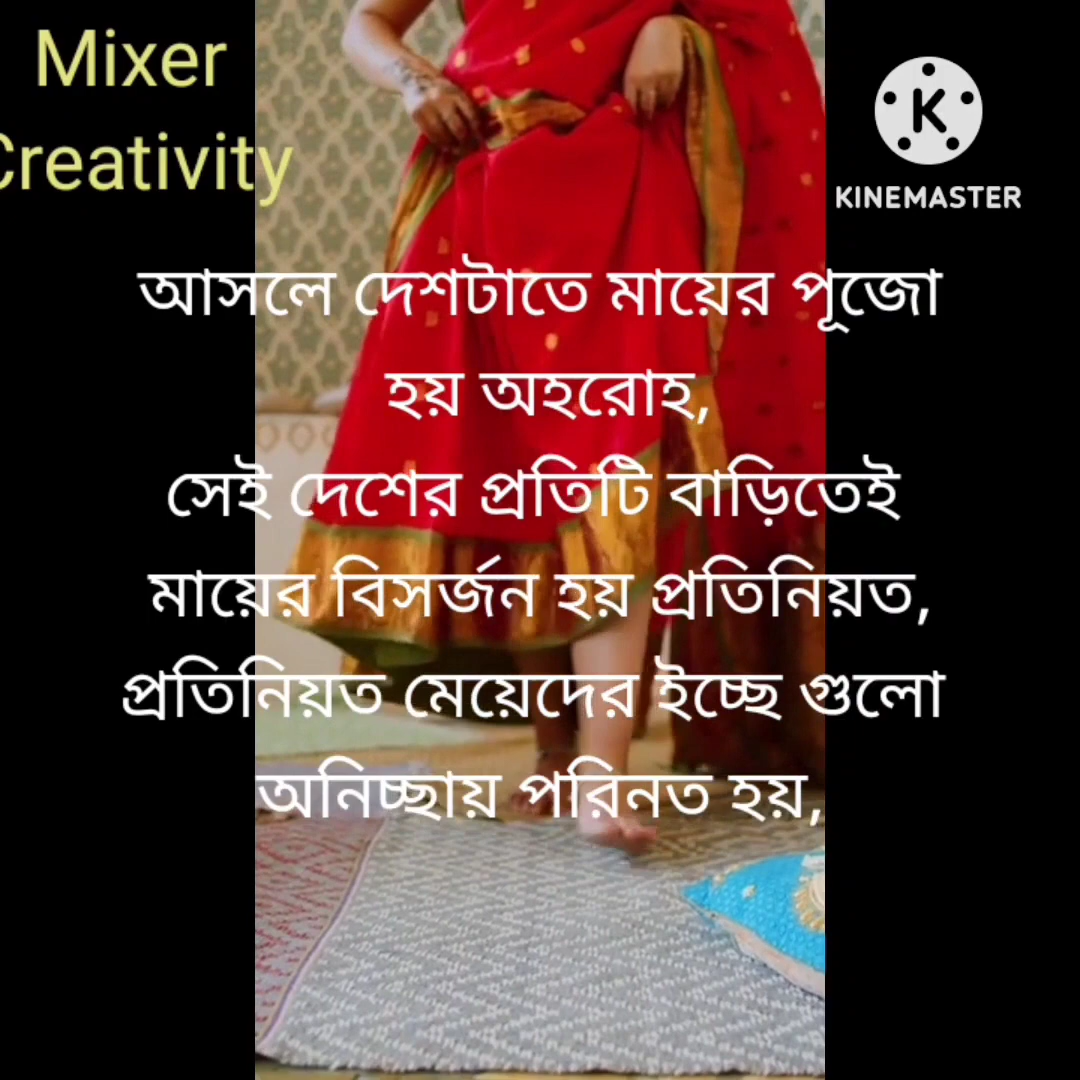 Mixer
Creativity
K
KINEMASTER
আসলে দেশটাতে মায়ের পূজো
হয় অহরোহ,
সেই দেশের প্রতিটি বাড়িতেই
মায়ের বিসর্জন হয় প্রতিনিয়ত,
প্রতিনিয়ত মেয়েদের ইচ্ছে গুলো
অনিচ্ছায় পরিনত হয়,